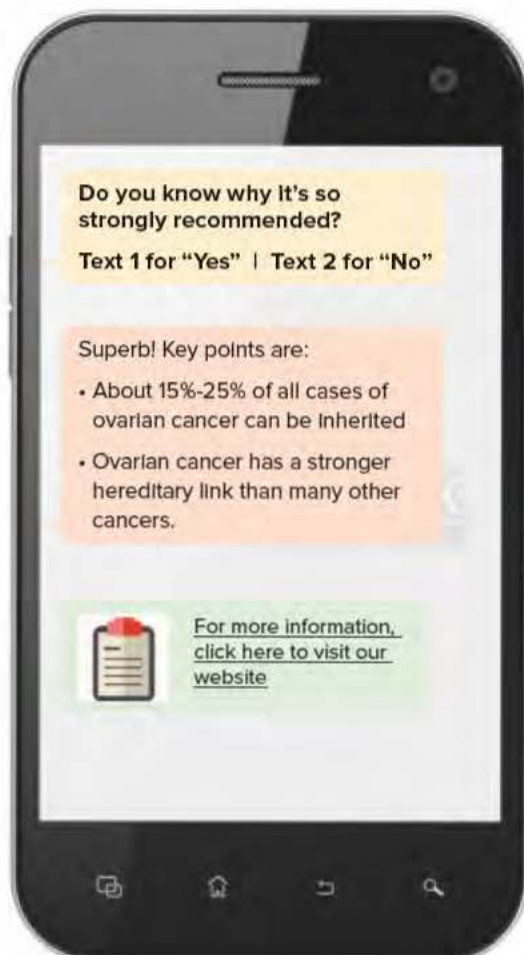 Do you know why it's so
strongly recommended?
Text 1 for “Yes” | Text 2 for “No”
Superb! Key points are:
• About 15%-25% of all cases of
ovarian cancer can be inherited
• Ovarian cancer has a stronger
hereditary link than many other
cancers.
For more information,
click here to visit our
website